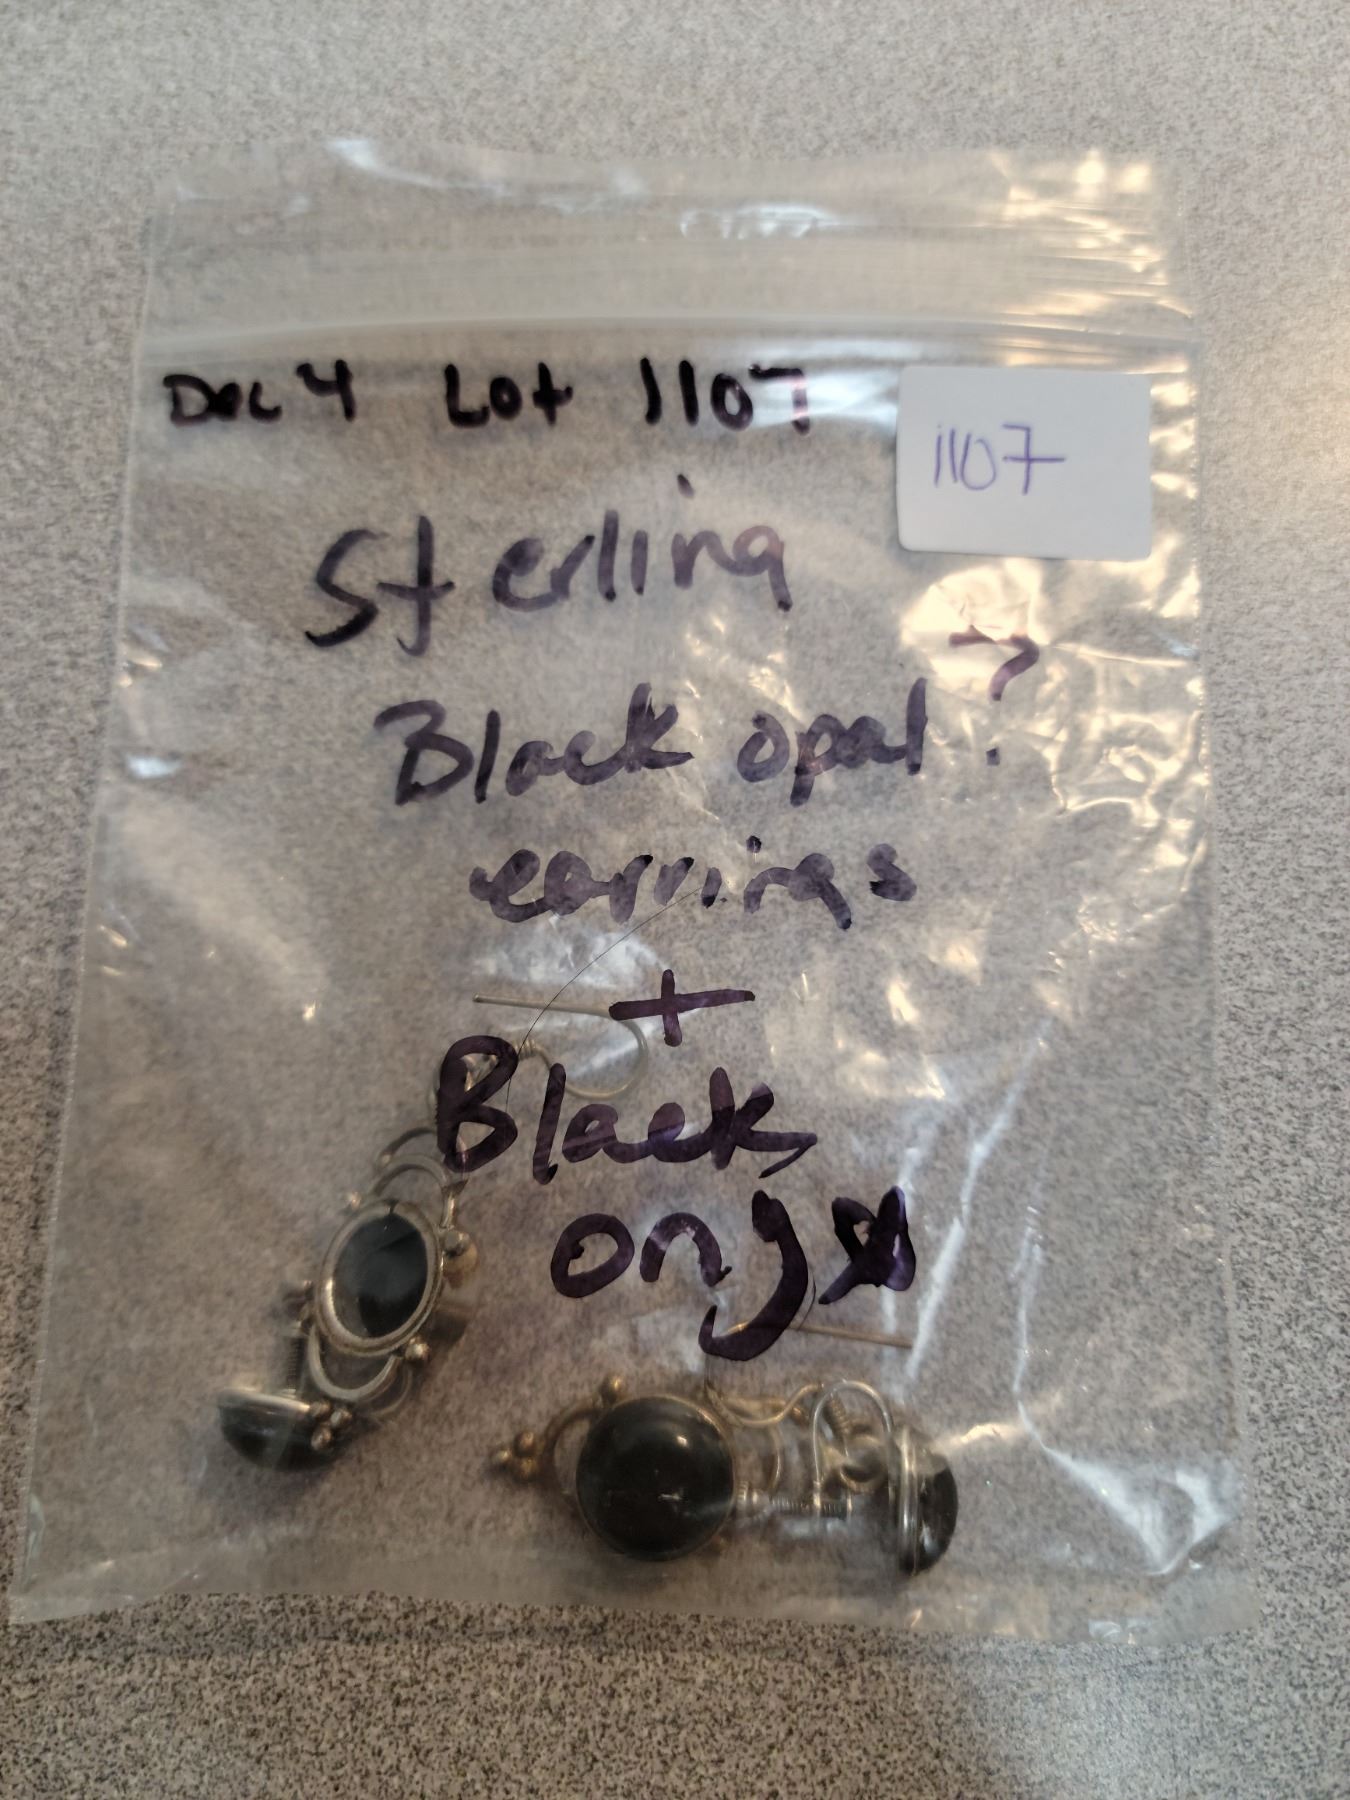 Dec 4 Lot 1107
1107
Sterling
Black opal?
earrings
+
Black
onyx